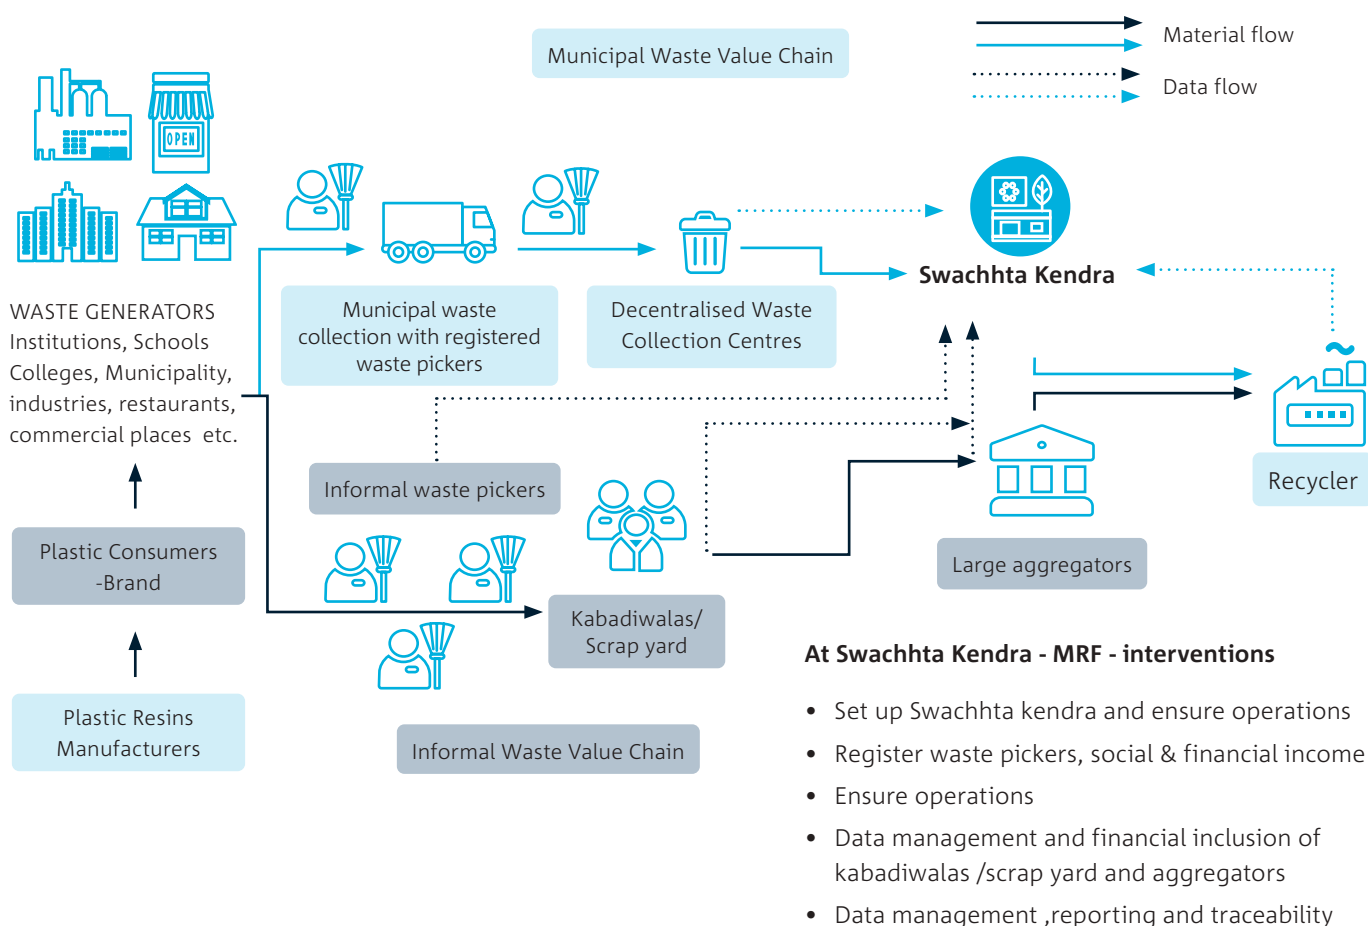 Municipal Waste Value Chain
Material flow
Data flow
OPEN
Swachhta Kendra
WASTE GENERATORS
Institutions, Schools
Colleges, Municipality,
industries, restaurants,
commercial places etc.
Municipal waste
collection with registered
waste pickers
Decentralised Waste
Collection Centres
Informal waste pickers
Recycler
Plastic Consumers
-Brand
Large aggregators
Kabadiwalas/
Scrap yard
Plastic Resins
Manufacturers
Informal Waste Value Chain
At Swachhta Kendra - MRF - interventions
• Set up Swachhta kendra and ensure operations
• Register waste pickers, social & financial income
• Ensure operations
• Data management and financial inclusion of
kabadiwalas /scrap yard and aggregators
• Data management ,reporting and traceability